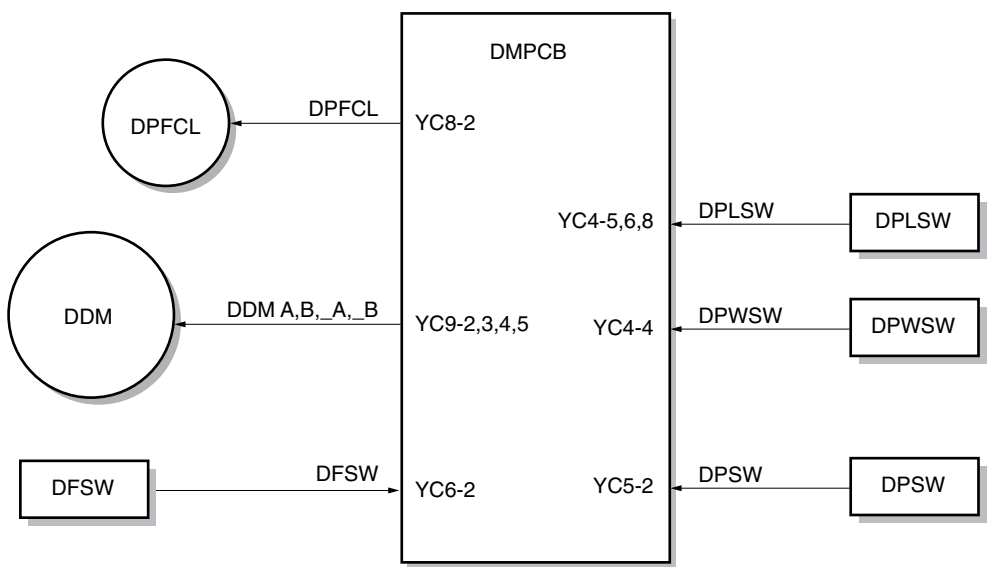 DMPCB
DPFCL
DPFCL
YC8-2
YC4-5,6,8
DPLSW
DPLSW
DDM
DDM A,B,_A,_B
YC9-2,3,4,5
YC4-4
DPWSW
DPWSW
DFSW
DFSW
YC6-2
YC5-2
DPSW
DPSW